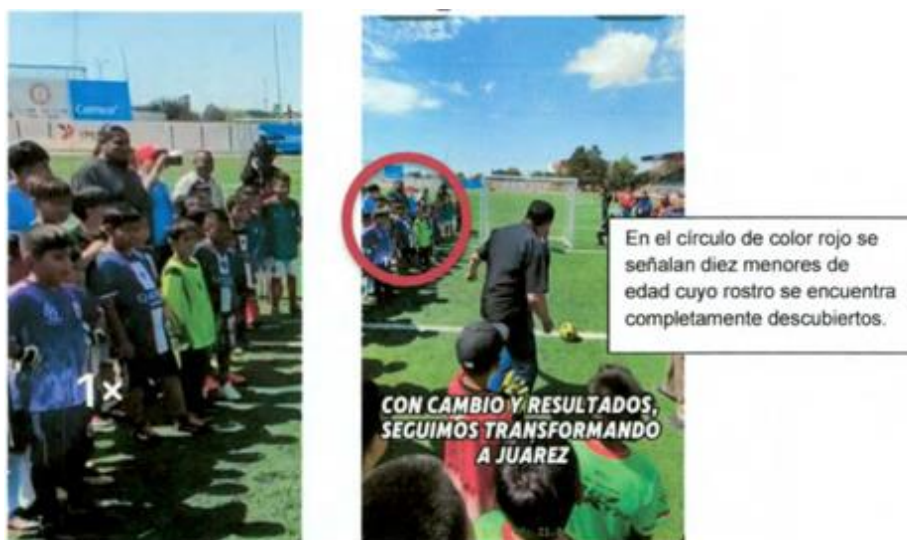 1×
CON CAMBIO Y RESULTADOS,
SEGUIMOS TRANSFORMANDO
A JUAREZ
En el círculo de color rojo se
señalan diez menores de
edad cuyo rostro se encuentra
completamente descubiertos.